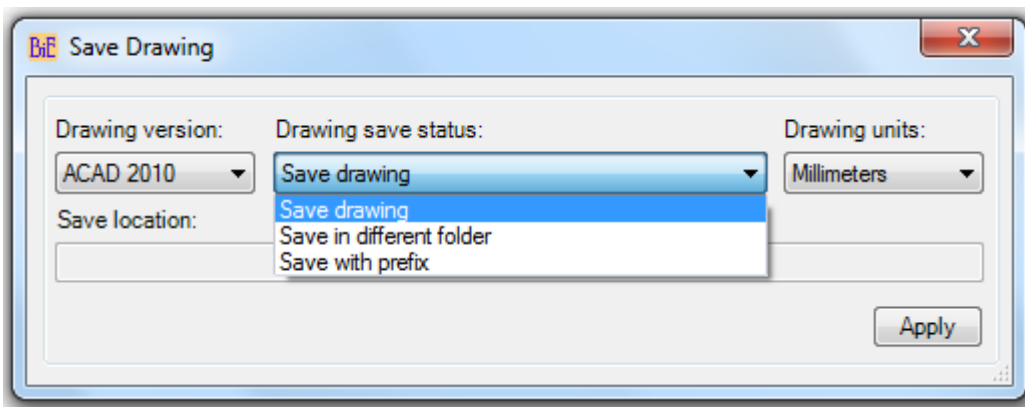 BiE Save Drawing
Drawing version: Drawing save status: Drawing units:
ACAD 2010 Save drawing Millimeters
Save drawing
Save location:
Save in different folder
Save with prefix
Apply